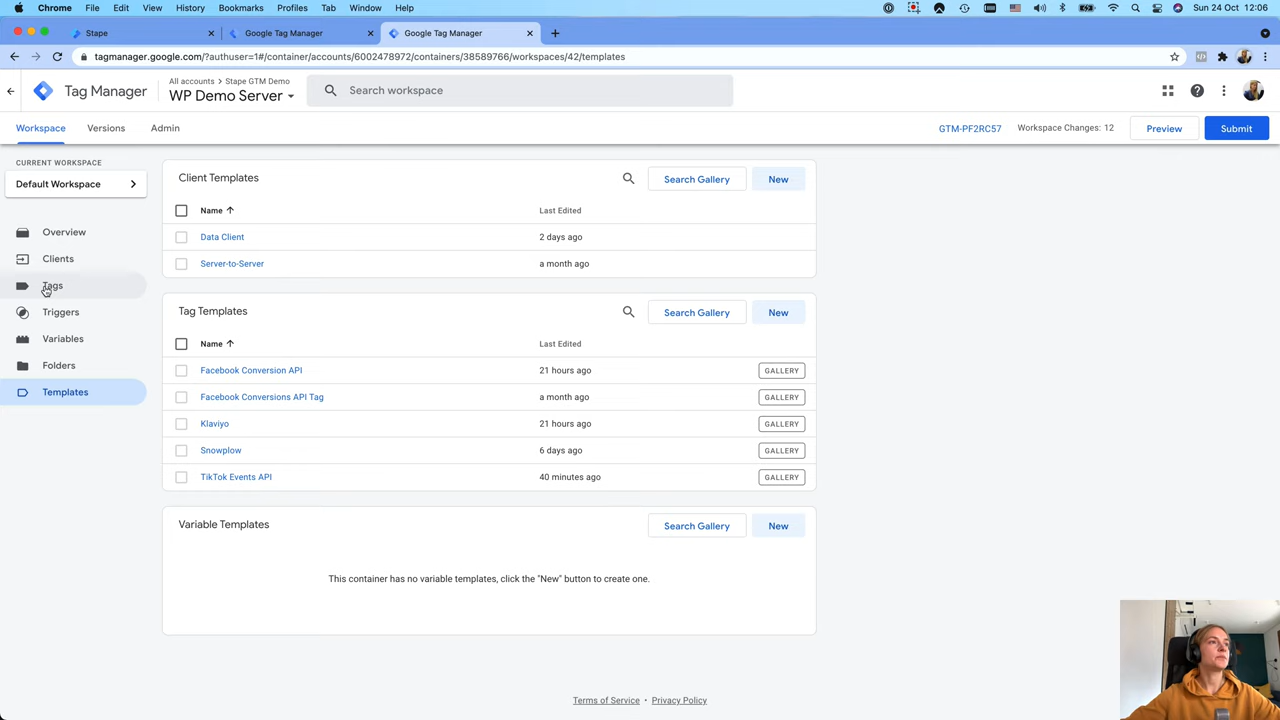 Chrome File Edit View History Bookmarks Profiles Tab Window Help Sun 24 Oct 12:06
Stape Google Tag Manager Google Tag Manager
tagmanager.google.com/?authuser=1#/container/accounts/6002478972/containers/38589766/workspaces/42/templates
Tag Manager
All accounts > Stape GTM Demo
WP Demo Server
Search workspace
Workspace Versions Admin
GTM-PF2RC57 Workspace Changes: 12 Preview Submit
CURRENT WORKSPACE
Default Workspace
Overview
Clients
Tags
Triggers
Variables
Folders
Templates
Client Templates Search Gallery New
Name Last Edited
Data Client 2 days ago
Server-to-Server a month ago
Tag Templates Search Gallery New
Name Last Edited
Facebook Conversion API 21 hours ago GALLERY
Facebook Conversions API Tag a month ago GALLERY
Klaviyo 21 hours ago GALLERY
Snowplow 6 days ago GALLERY
TikTok Events API 40 minutes ago GALLERY
Variable Templates Search Gallery New
This container has no variable templates, click the "New" button to create one.
Terms of Service • Privacy Policy